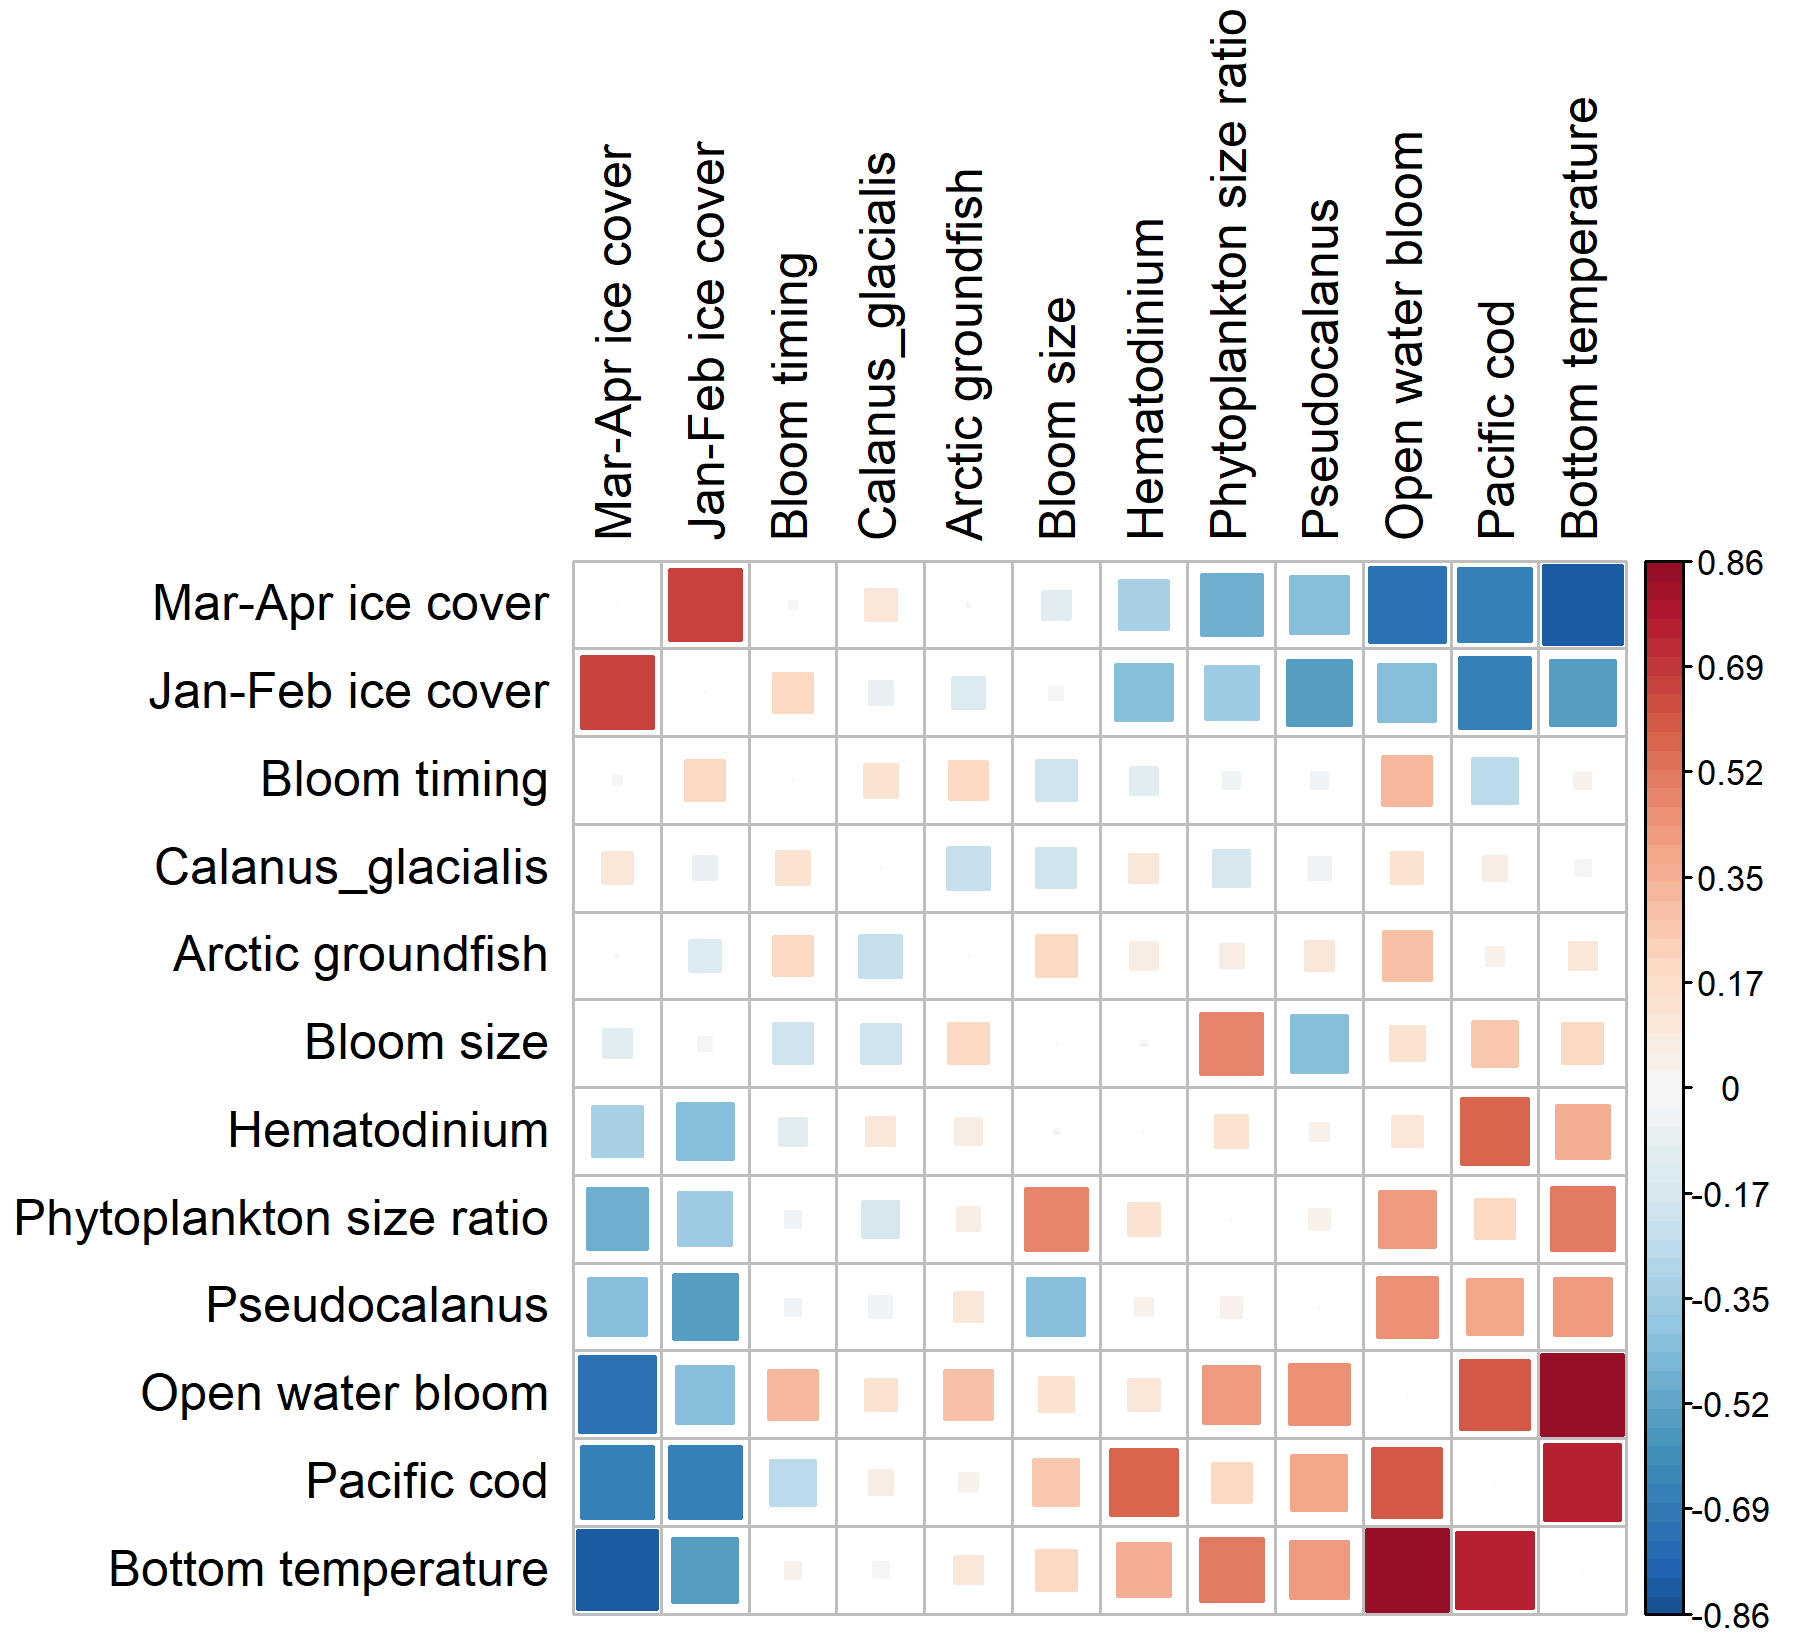 Mar-Apr ice cover
Jan-Feb ice cover
Bloom timing
Calanus_glacialis
Arctic groundfish
Bloom size
Hematodinium
Phytoplankton size ratio
Pseudocalanus
Open water bloom
Pacific cod
Bottom temperature
Mar-Apr ice cover
Jan-Feb ice cover
Bloom timing
Calanus_glacialis
Arctic groundfish
Bloom size
Hematodinium
Phytoplankton size ratio
Pseudocalanus
Open water bloom
Pacific cod
Bottom temperature
0.86
0.69
0.52
0.35
0.17
0
-0.17
-0.35
-0.52
-0.69
-0.86